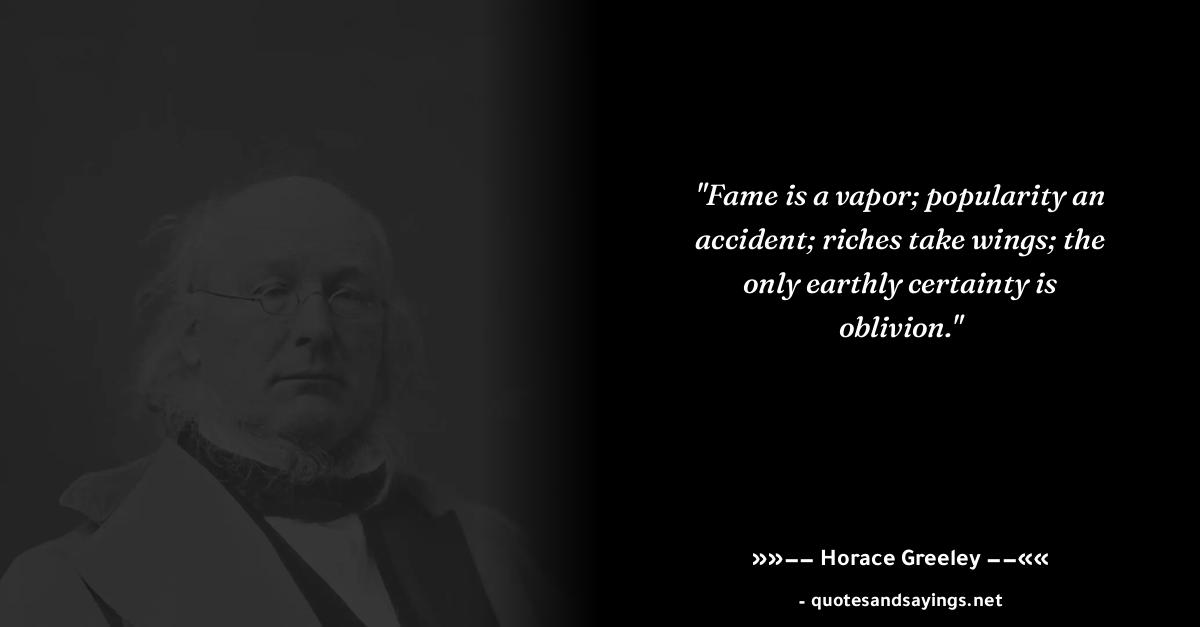 "Fame is a vapor; popularity an
accident; riches take wings; the
only earthly certainty is
oblivion."
»»−− Horace Greeley −−««
- quotesandsayings.net